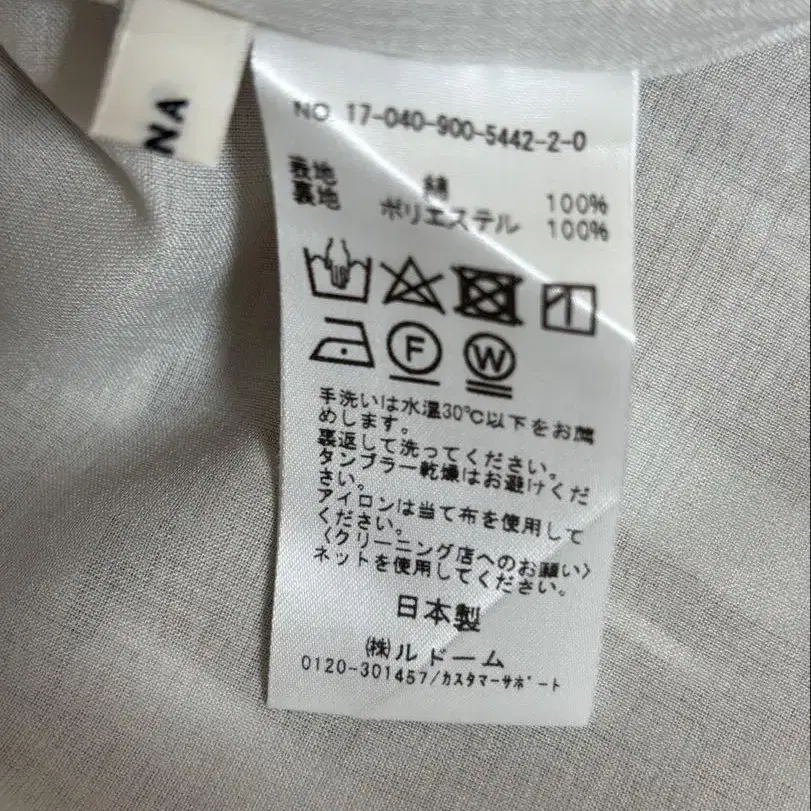 NA
NO. 17-040-900-5442-2-0
表地 綿 100%
裏地 ポリエステル 100%
F W
手洗いは水温30℃以下をお薦
めします。
裏返して洗ってください。
タンブラー乾燥はお避けくだ
さい。
アイロンは当て布を使用して
ください。
〈クリーニング店へのお願い〉
ネットを使用してください。
日本製
㈱ルドーム
0120-301457/カスタマーサポート